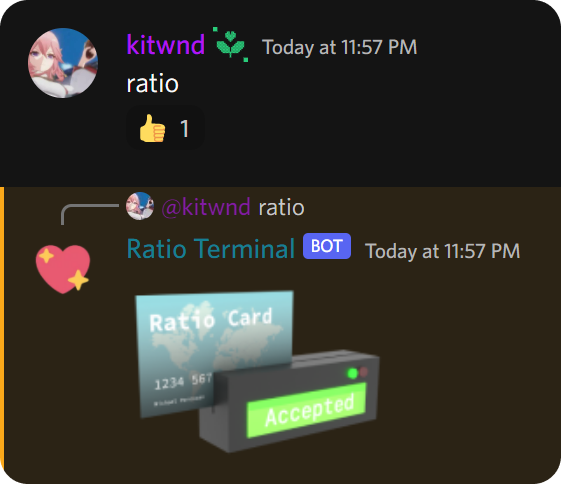 kitwnd Today at 11:57 PM
ratio
👍 1
@kitwnd ratio
Ratio Terminal BOT Today at 11:57 PM
Ratio Card
1234 567
Accepted